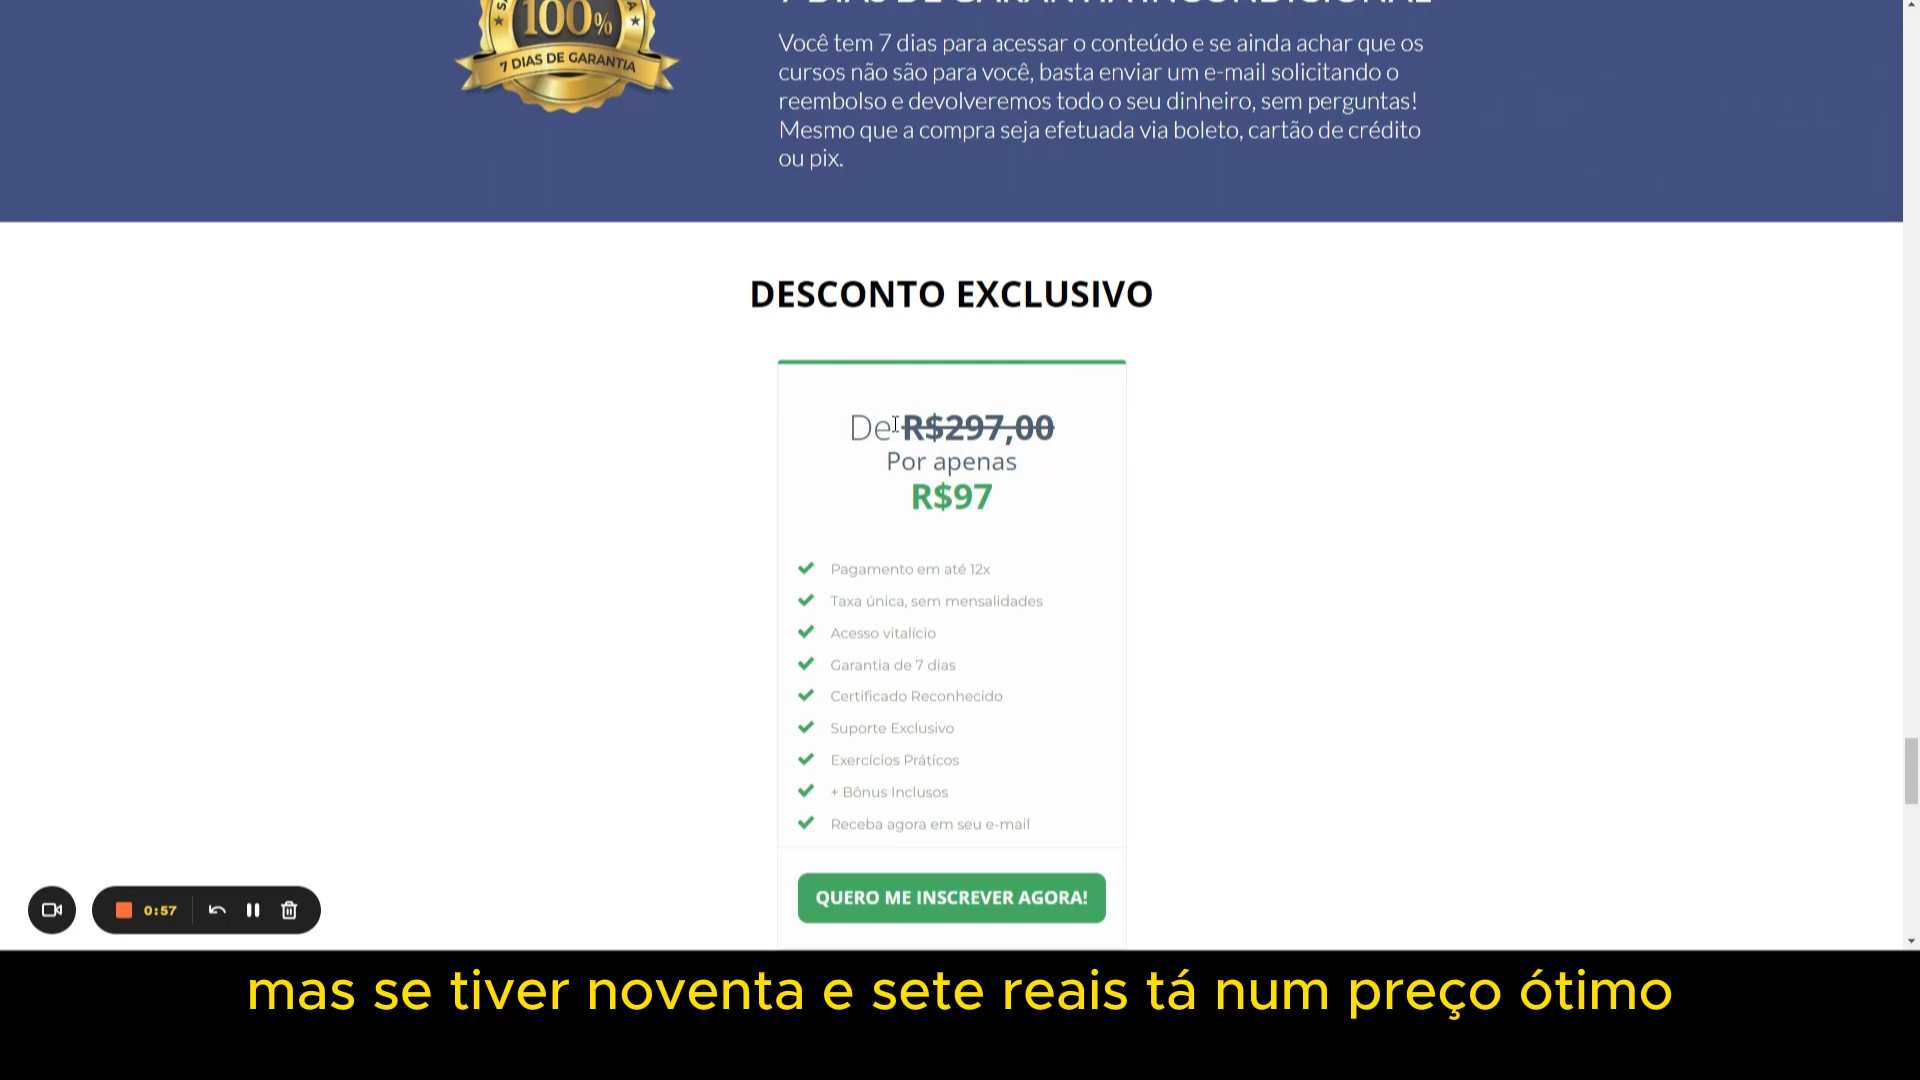 100%
7 DIAS DE GARANTIA
7 DIAS DE GARANTIA INCONDICIONAL
Você tem 7 dias para acessar o conteúdo e se ainda achar que os
cursos não são para você, basta enviar um e-mail solicitando o
reembolso e devolveremos todo o seu dinheiro, sem perguntas!
Mesmo que a compra seja efetuada via boleto, cartão de crédito
ou pix.
DESCONTO EXCLUSIVO
De R$297,00
Por apenas
R$97
Pagamento em até 12x
Taxa única, sem mensalidades
Acesso vitalício
Garantia de 7 dias
Certificado Reconhecido
Suporte Exclusivo
Exercícios Práticos
+ Bônus Inclusos
Receba agora em seu e-mail
QUERO ME INSCREVER AGORA!
0:57
mas se tiver noventa e sete reais tá num preço ótimo